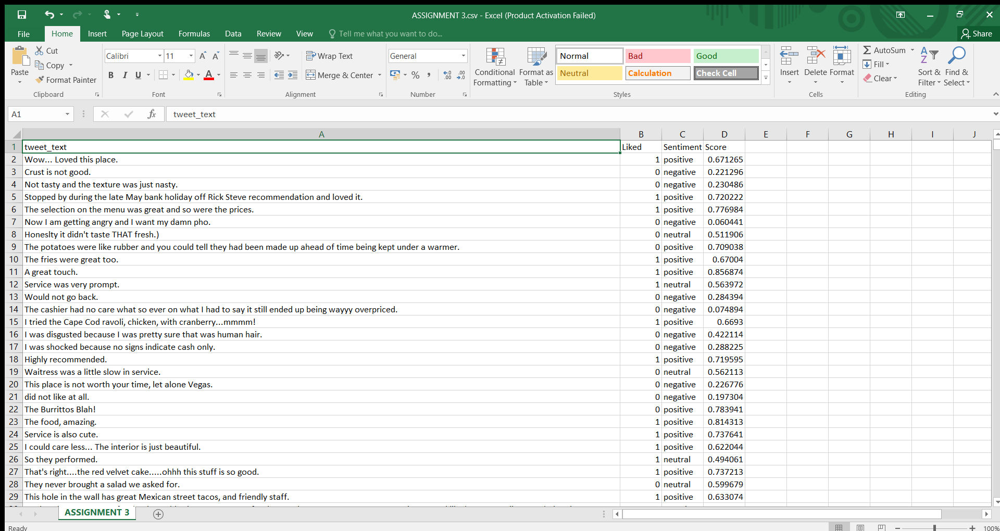 ASSIGNMENT 3.csv - Excel (Product Activation Failed)
File Home Insert Page Layout Formulas Data Review View Tell me what you want to do... Share
Paste
Cut
Copy
Format Painter
Clipboard
Calibri 11
B I U
Font
Wrap Text
Merge & Center
Alignment
General
%
Number
Conditional Formatting
Format as Table
Normal Bad Good
Neutral Calculation Check Cell
Styles
Insert Delete Format
Cells
AutoSum
Fill
Clear
Sort & Filter
Find & Select
Editing
A1 fx tweet_text
A B C D E F G H I J
1 tweet_text Liked Sentiment Score
2 Wow... Loved this place. 1 positive 0.671265
3 Crust is not good. 0 negative 0.221296
4 Not tasty and the texture was just nasty. 0 negative 0.230486
5 Stopped by during the late May bank holiday off Rick Steve recommendation and loved it. 1 positive 0.720222
6 The selection on the menu was great and so were the prices. 1 positive 0.776984
7 Now I am getting angry and I want my damn pho. 0 negative 0.060441
8 Honeslty it didn't taste THAT fresh.) 0 neutral 0.511906
9 The potatoes were like rubber and you could tell they had been made up ahead of time being kept under a warmer. 0 positive 0.709038
10 The fries were great too. 1 positive 0.67004
11 A great touch. 1 positive 0.856874
12 Service was very prompt. 1 neutral 0.563972
13 Would not go back. 0 negative 0.284394
14 The cashier had no care what so ever on what I had to say it still ended up being wayyy overpriced. 0 negative 0.074894
15 I tried the Cape Cod ravoli, chicken, with cranberry...mmmm! 1 positive 0.6693
16 I was disgusted because I was pretty sure that was human hair. 0 negative 0.422114
17 I was shocked because no signs indicate cash only. 0 negative 0.288225
18 Highly recommended. 1 positive 0.719595
19 Waitress was a little slow in service. 0 neutral 0.562113
20 This place is not worth your time, let alone Vegas. 0 negative 0.226776
21 did not like at all. 0 negative 0.197304
22 The Burrittos Blah! 0 positive 0.783941
23 The food, amazing. 1 positive 0.814313
24 Service is also cute. 1 positive 0.737641
25 I could care less... The interior is just beautiful. 1 positive 0.622044
26 So they performed. 1 neutral 0.494061
27 That's right....the red velvet cake.....ohhh this stuff is so good. 1 positive 0.737213
28 They never brought a salad we asked for. 0 neutral 0.599679
29 This hole in the wall has great Mexican street tacos, and friendly staff. 1 positive 0.633074
ASSIGNMENT 3
Ready 100%